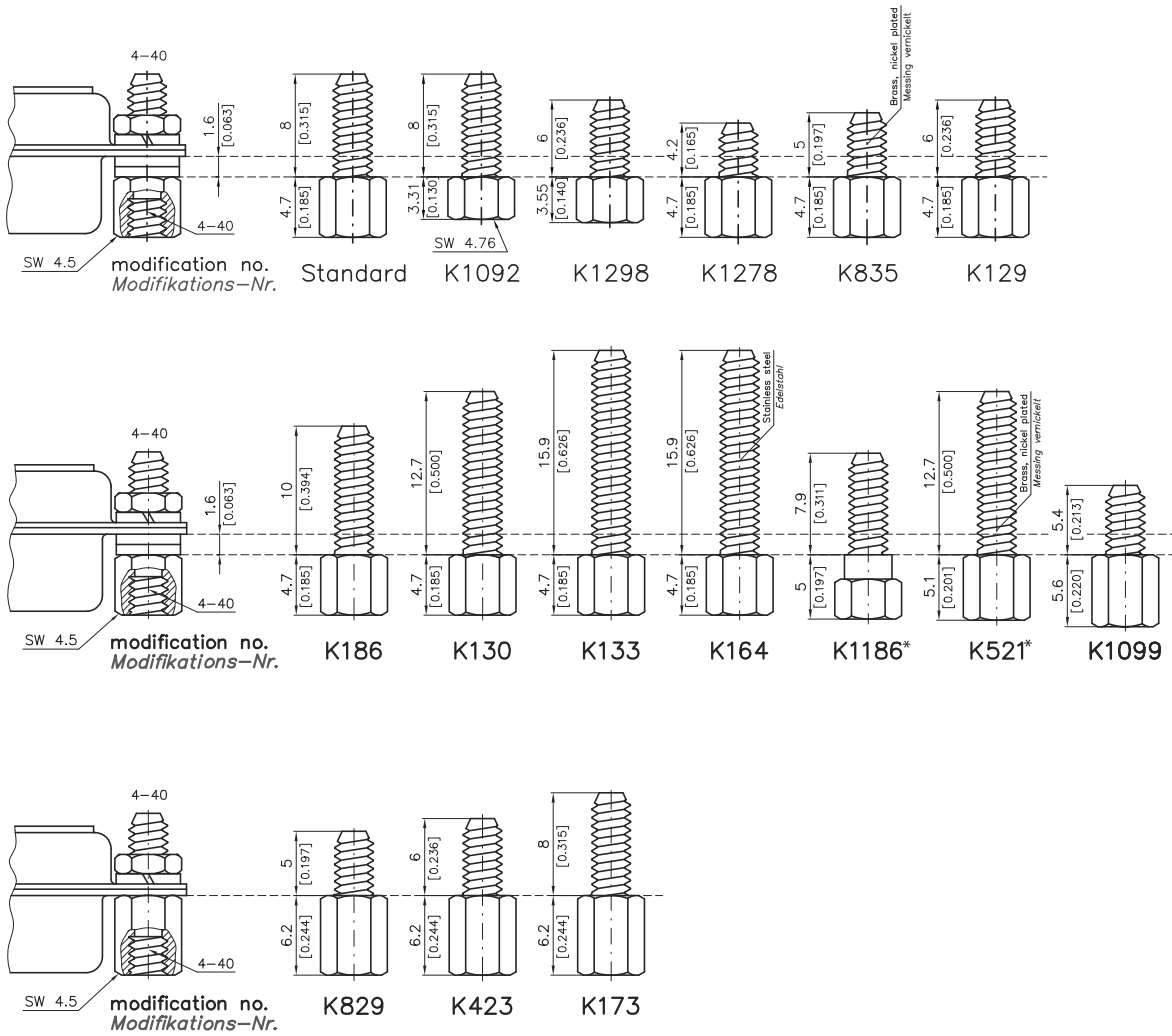 4-40
1.6
[0.063]
4-40
SW 4.5
modification no.
Modifikations-Nr.
8
[0.315]
4.7
[0.185]
Standard
8
[0.315]
3.31
[0.130]
SW 4.76
K1092
6
[0.236]
3.55
[0.140]
K1298
4.2
[0.165]
4.7
[0.185]
K1278
Brass, nickel plated
Messing vernickelt
5
[0.197]
4.7
[0.185]
K835
6
[0.236]
4.7
[0.185]
K129
4-40
1.6
[0.063]
4-40
SW 4.5
modification no.
Modifikations-Nr.
10
[0.394]
4.7
[0.185]
K186
12.7
[0.500]
4.7
[0.185]
K130
15.9
[0.626]
4.7
[0.185]
K133
15.9
[0.626]
Stainless steel
Edelstahl
4.7
[0.185]
K164
7.9
[0.311]
5
[0.197]
K1186*
12.7
[0.500]
Brass, nickel plated
Messing vernickelt
5.1
[0.201]
K521*
5.4
[0.213]
5.6
[0.220]
K1099
4-40
4-40
SW 4.5
modification no.
Modifikations-Nr.
5
[0.197]
6.2
[0.244]
K829
6
[0.236]
6.2
[0.244]
K423
8
[0.315]
6.2
[0.244]
K173